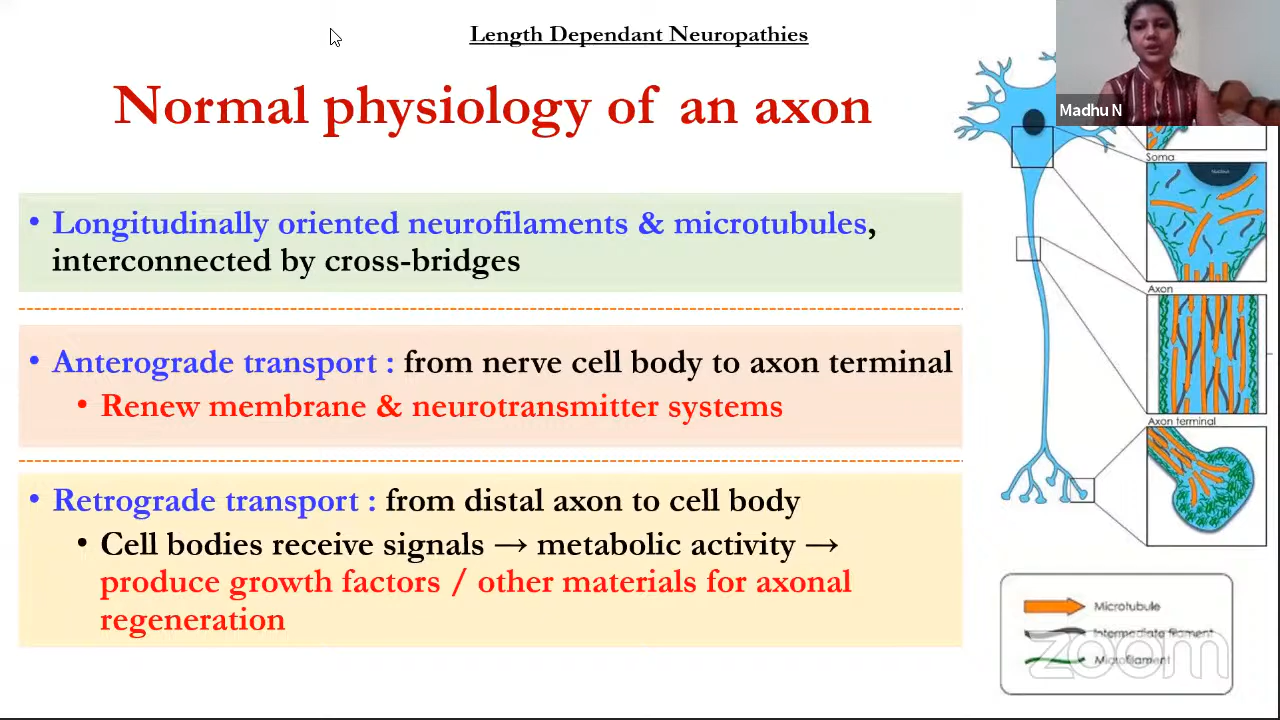 Length Dependant Neuropathies
Normal physiology of an axon
Madhu N
• Longitudinally oriented neurofilaments & microtubules,
interconnected by cross-bridges
• Anterograde transport : from nerve cell body to axon terminal
• Renew membrane & neurotransmitter systems
• Retrograde transport : from distal axon to cell body
• Cell bodies receive signals → metabolic activity →
produce growth factors / other materials for axonal
regeneration
Soma
Nucleus
Axon
Axon terminal
Microtubule
Intermediate filament
Microfilament
zoom